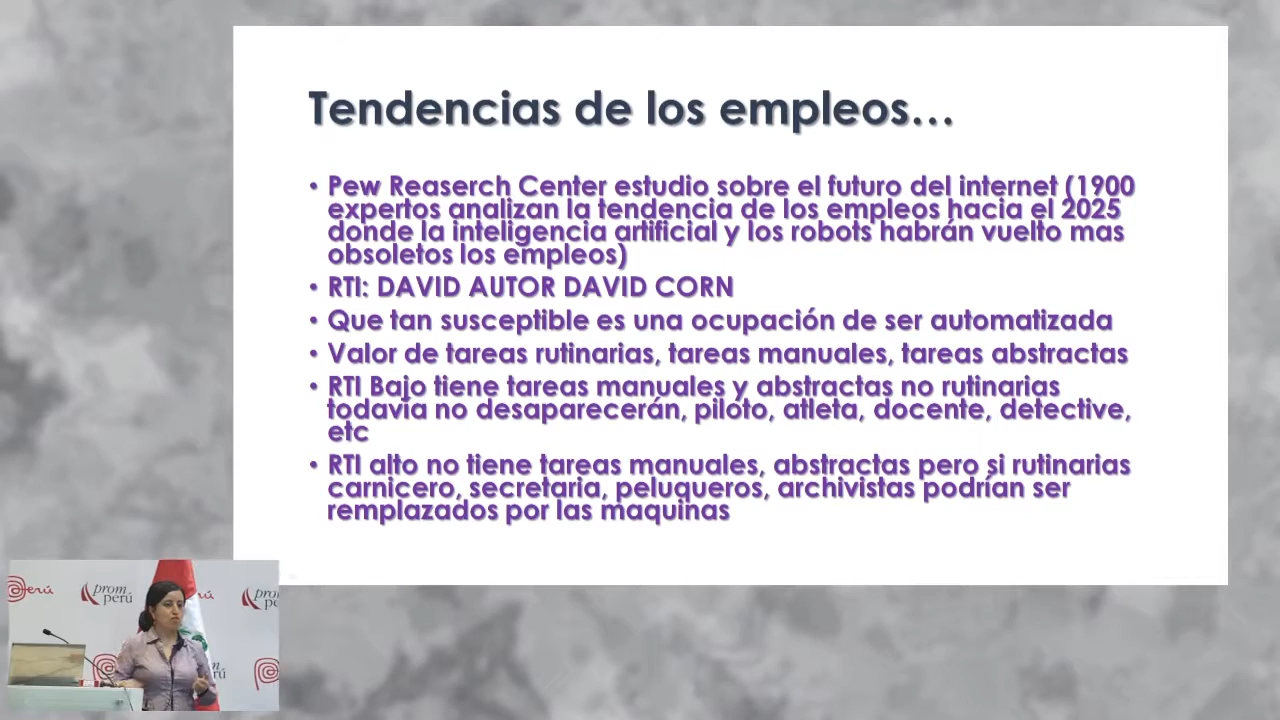 Tendencias de los empleos…
• Pew Reaserch Center estudio sobre el futuro del internet (1900
expertos analizan la tendencia de los empleos hacia el 2025
donde la inteligencia artificial y los robots habrán vuelto mas
obsoletos los empleos)
• RTI: DAVID AUTOR DAVID CORN
• Que tan susceptible es una ocupación de ser automatizada
• Valor de tareas rutinarias, tareas manuales, tareas abstractas
• RTI Bajo tiene tareas manuales y abstractas no rutinarias
todavía no desaparecerán, piloto, atleta, docente, detective,
etc
• RTI alto no tiene tareas manuales, abstractas pero si rutinarias
carnicero, secretaria, peluqueros, archivistas podrían ser
remplazados por las maquinas
prom
perú